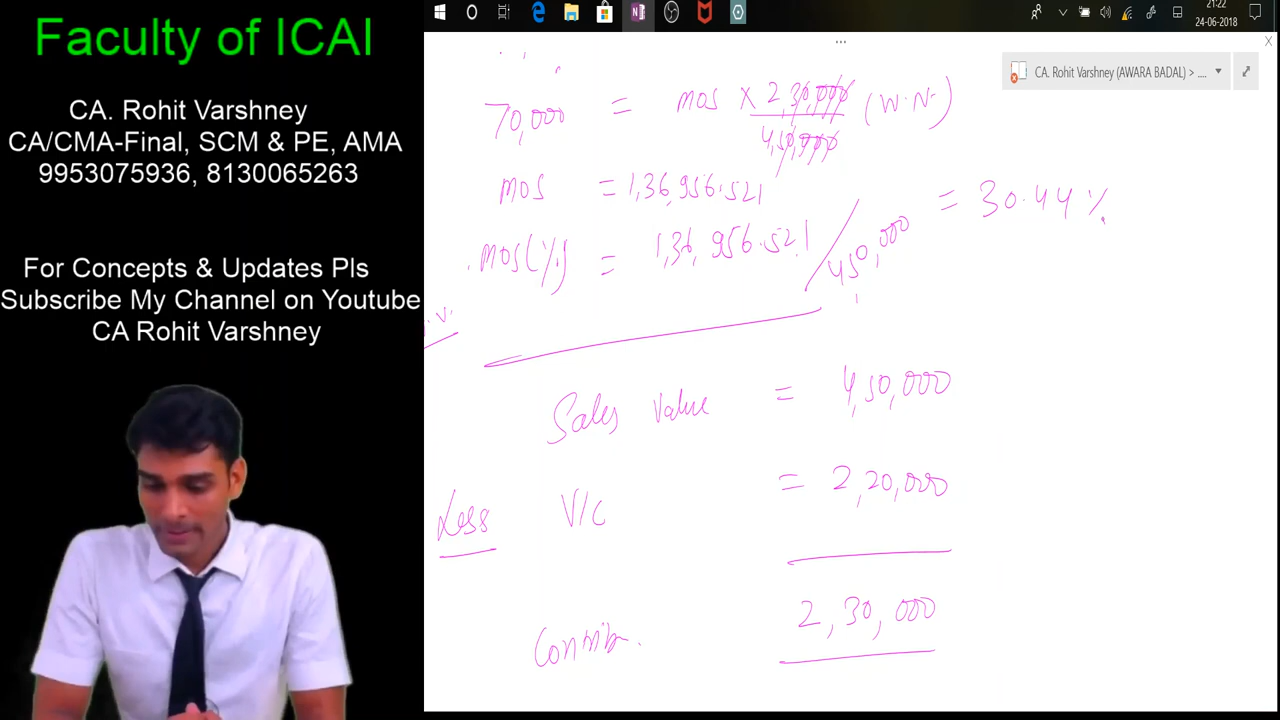 Faculty of ICAI
CA. Rohit Varshney
CA/CMA-Final, SCM & PE, AMA
9953075936, 8130065263
For Concepts & Updates Pls
Subscribe My Channel on Youtube
CA Rohit Varshney
21:22
24-06-2018
CA. Rohit Varshney (AWARA BADAL) > ....
70,000 = mos × 2,30,000 / 4,50,000 (W.N.)
mos = 1,36,956.521
mos(%) = 1,36,956.521 / 450,000 = 30.44 %
Sales Value = 4,50,000
Less V/C = 2,20,000
Contrib. 2,30,000